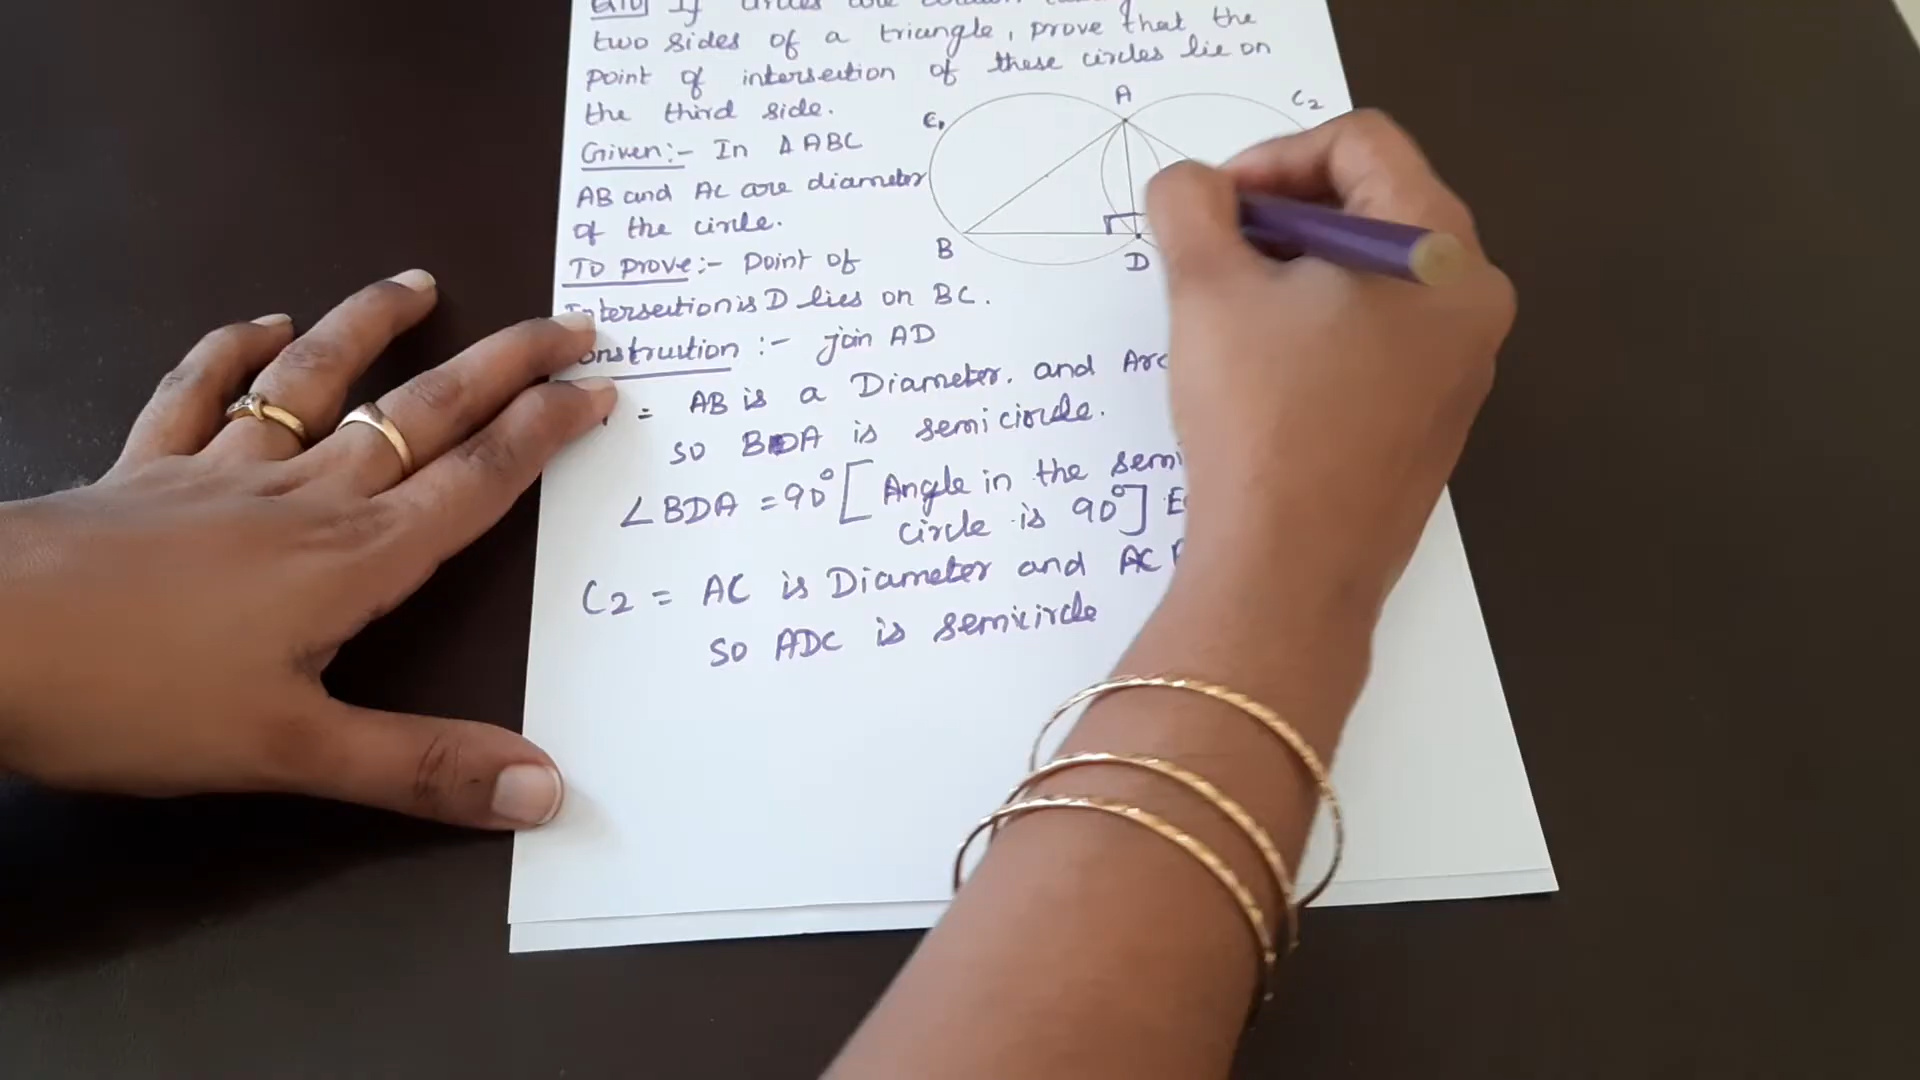 two sides of a triangle, prove that the
point of intersection of these circles lie on
the third side.
Given:- In Δ ABC
AB and AC are diameter
of the circle.
To prove:- Point of
Intersection is D lies on BC.
Construction :- join AD
= AB is a Diameter. and Arc
so BDA is semicircle.
∠BDA = 90° [Angle in the semi
circle is 90°]
C2 = AC is Diameter and AC
so ADC is semicircle
A
C1
C2
B
D